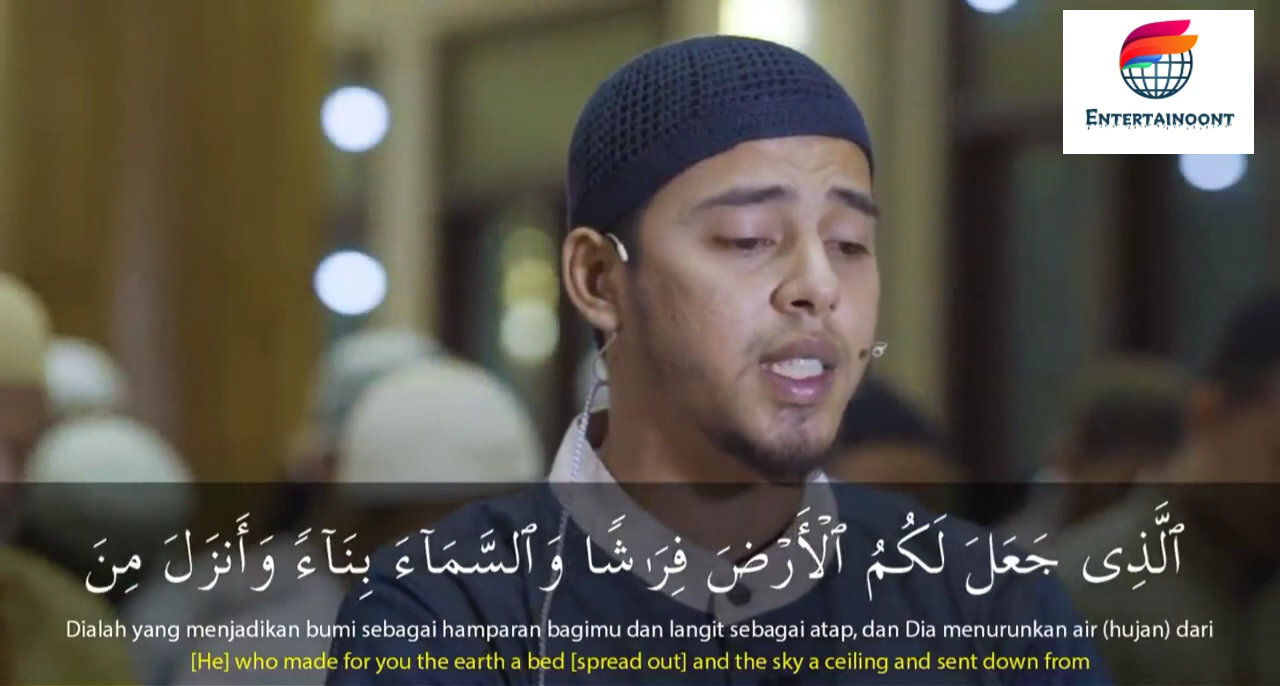 ENTERTAINOONT
ٱلَّذِى جَعَلَ لَكُمُ ٱلْأَرْضَ فِرَٰشًا وَٱلسَّمَآءَ بِنَآءً وَأَنزَلَ مِنَ
Dialah yang menjadikan bumi sebagai hamparan bagimu dan langit sebagai atap, dan Dia menurunkan air (hujan) dari
[He] who made for you the earth a bed [spread out] and the sky a ceiling and sent down from